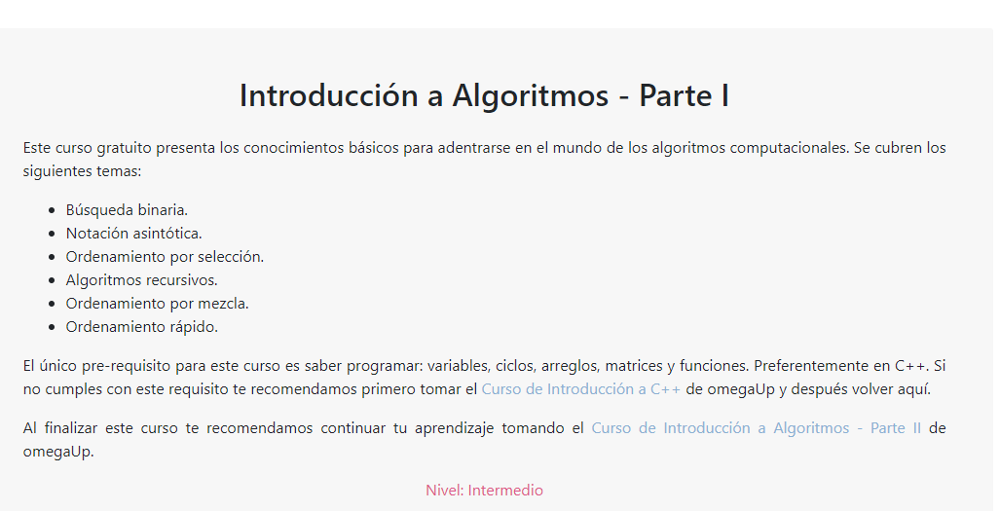 Introducción a Algoritmos - Parte I
Este curso gratuito presenta los conocimientos básicos para adentrarse en el mundo de los algoritmos computacionales. Se cubren los
siguientes temas:
Búsqueda binaria.
Notación asintótica.
Ordenamiento por selección.
Algoritmos recursivos.
Ordenamiento por mezcla.
Ordenamiento rápido.
El único pre-requisito para este curso es saber programar: variables, ciclos, arreglos, matrices y funciones. Preferentemente en C++. Si
no cumples con este requisito te recomendamos primero tomar el Curso de Introducción a C++ de omegaUp y después volver aquí.
Al finalizar este curso te recomendamos continuar tu aprendizaje tomando el Curso de Introducción a Algoritmos - Parte II de
omegaUp.
Nivel: Intermedio